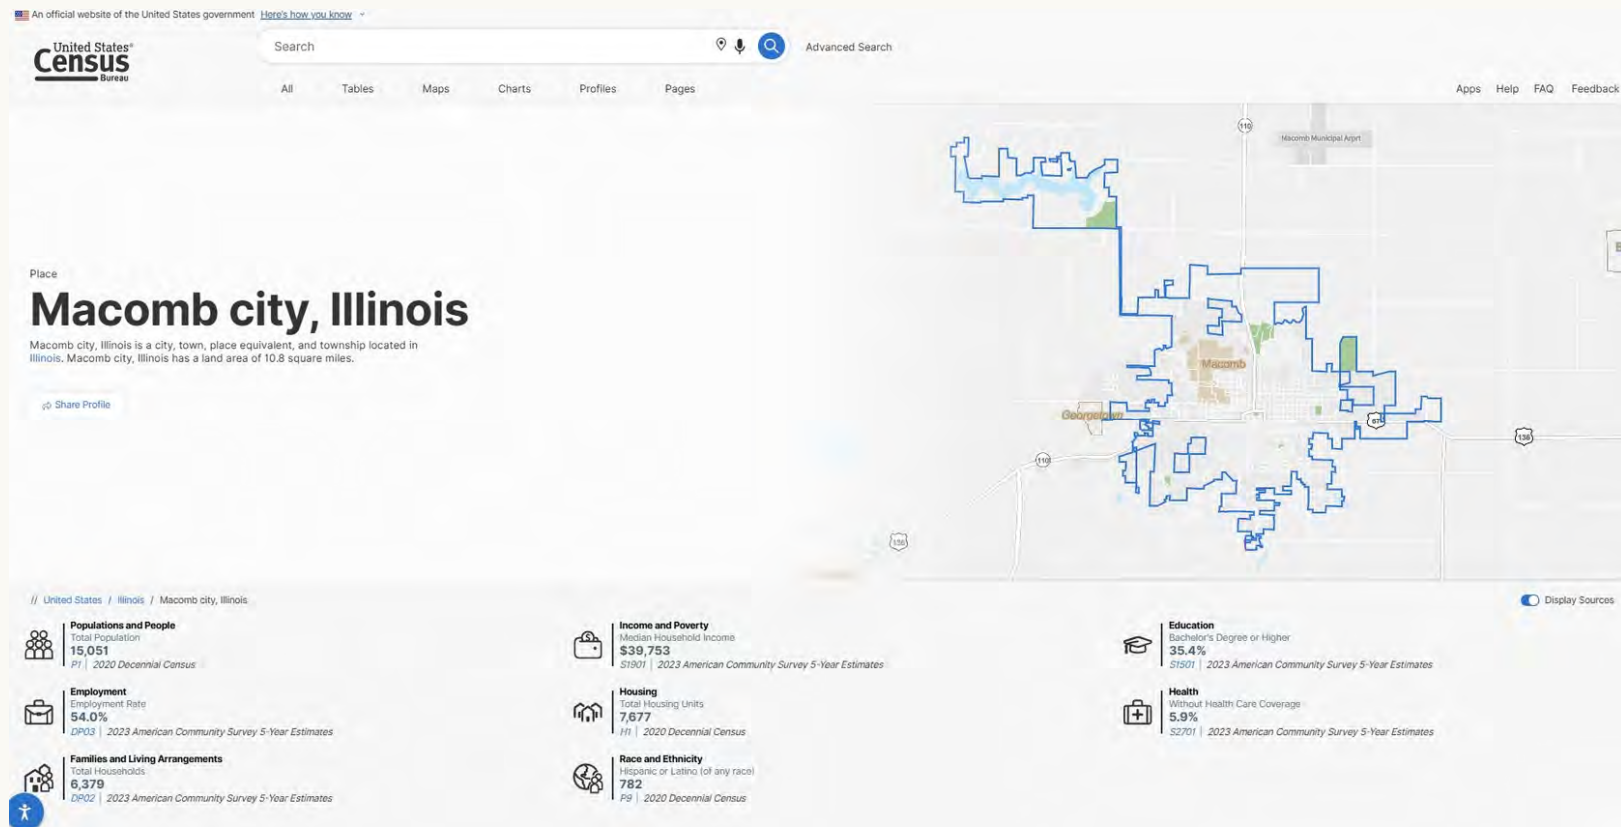 An official website of the United States government Here's how you know
United States®
Census
Bureau
Search
Advanced Search
All Tables Maps Charts Profiles Pages
Apps Help FAQ Feedback
110
Macomb Municipal Arprt
Place
Macomb city, Illinois
Macomb city, Illinois is a city, town, place equivalent, and township located in
Illinois. Macomb city, Illinois has a land area of 10.8 square miles.
Share Profile
Macomb
Georgetown
67
136
110
136
// United States / Illinois / Macomb city, Illinois
Display Sources
Populations and People
Total Population
15,051
P1 | 2020 Decennial Census
Income and Poverty
Median Household Income
$39,753
S1901 | 2023 American Community Survey 5-Year Estimates
Education
Bachelor's Degree or Higher
35.4%
S1501 | 2023 American Community Survey 5-Year Estimates
Employment
Employment Rate
54.0%
DP03 | 2023 American Community Survey 5-Year Estimates
Housing
Total Housing Units
7,677
H1 | 2020 Decennial Census
Health
Without Health Care Coverage
5.9%
S2701 | 2023 American Community Survey 5-Year Estimates
Families and Living Arrangements
Total Households
6,379
DP02 | 2023 American Community Survey 5-Year Estimates
Race and Ethnicity
Hispanic or Latino (of any race)
782
P9 | 2020 Decennial Census